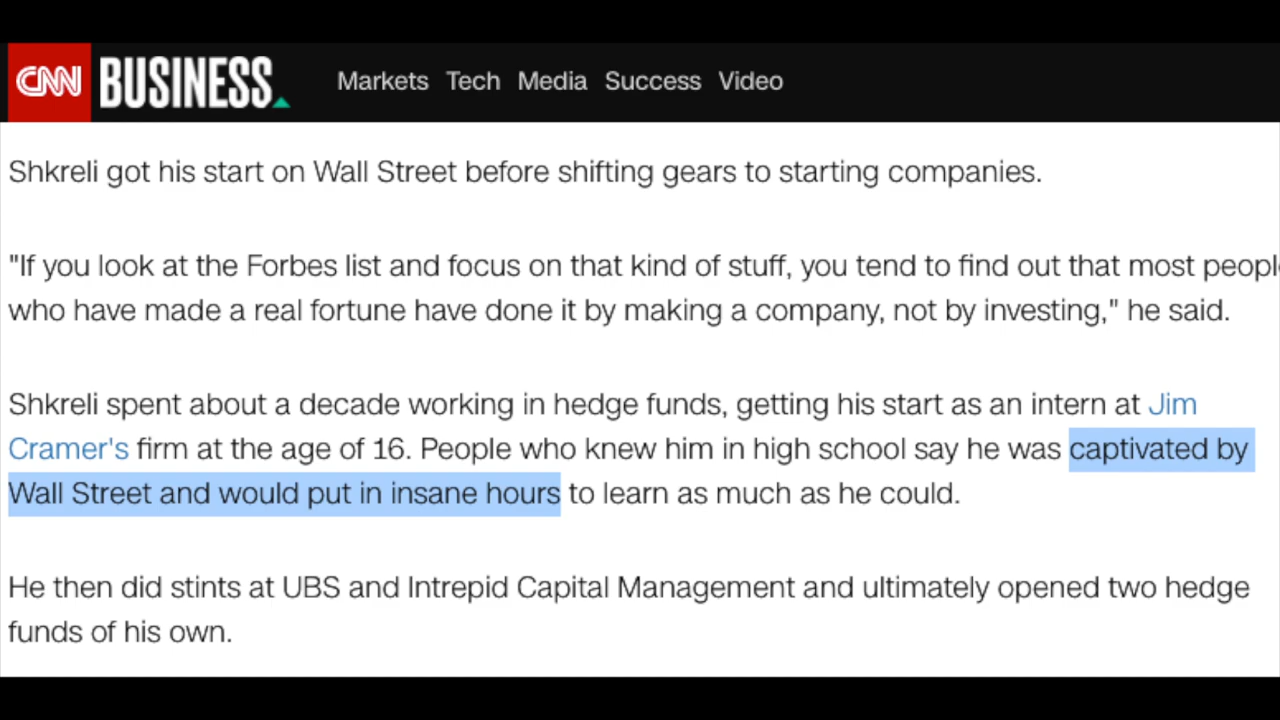 CNN BUSINESS Markets Tech Media Success Video
Shkreli got his start on Wall Street before shifting gears to starting companies.
"If you look at the Forbes list and focus on that kind of stuff, you tend to find out that most peopl
who have made a real fortune have done it by making a company, not by investing," he said.
Shkreli spent about a decade working in hedge funds, getting his start as an intern at Jim
Cramer's firm at the age of 16. People who knew him in high school say he was captivated by
Wall Street and would put in insane hours to learn as much as he could.
He then did stints at UBS and Intrepid Capital Management and ultimately opened two hedge
funds of his own.